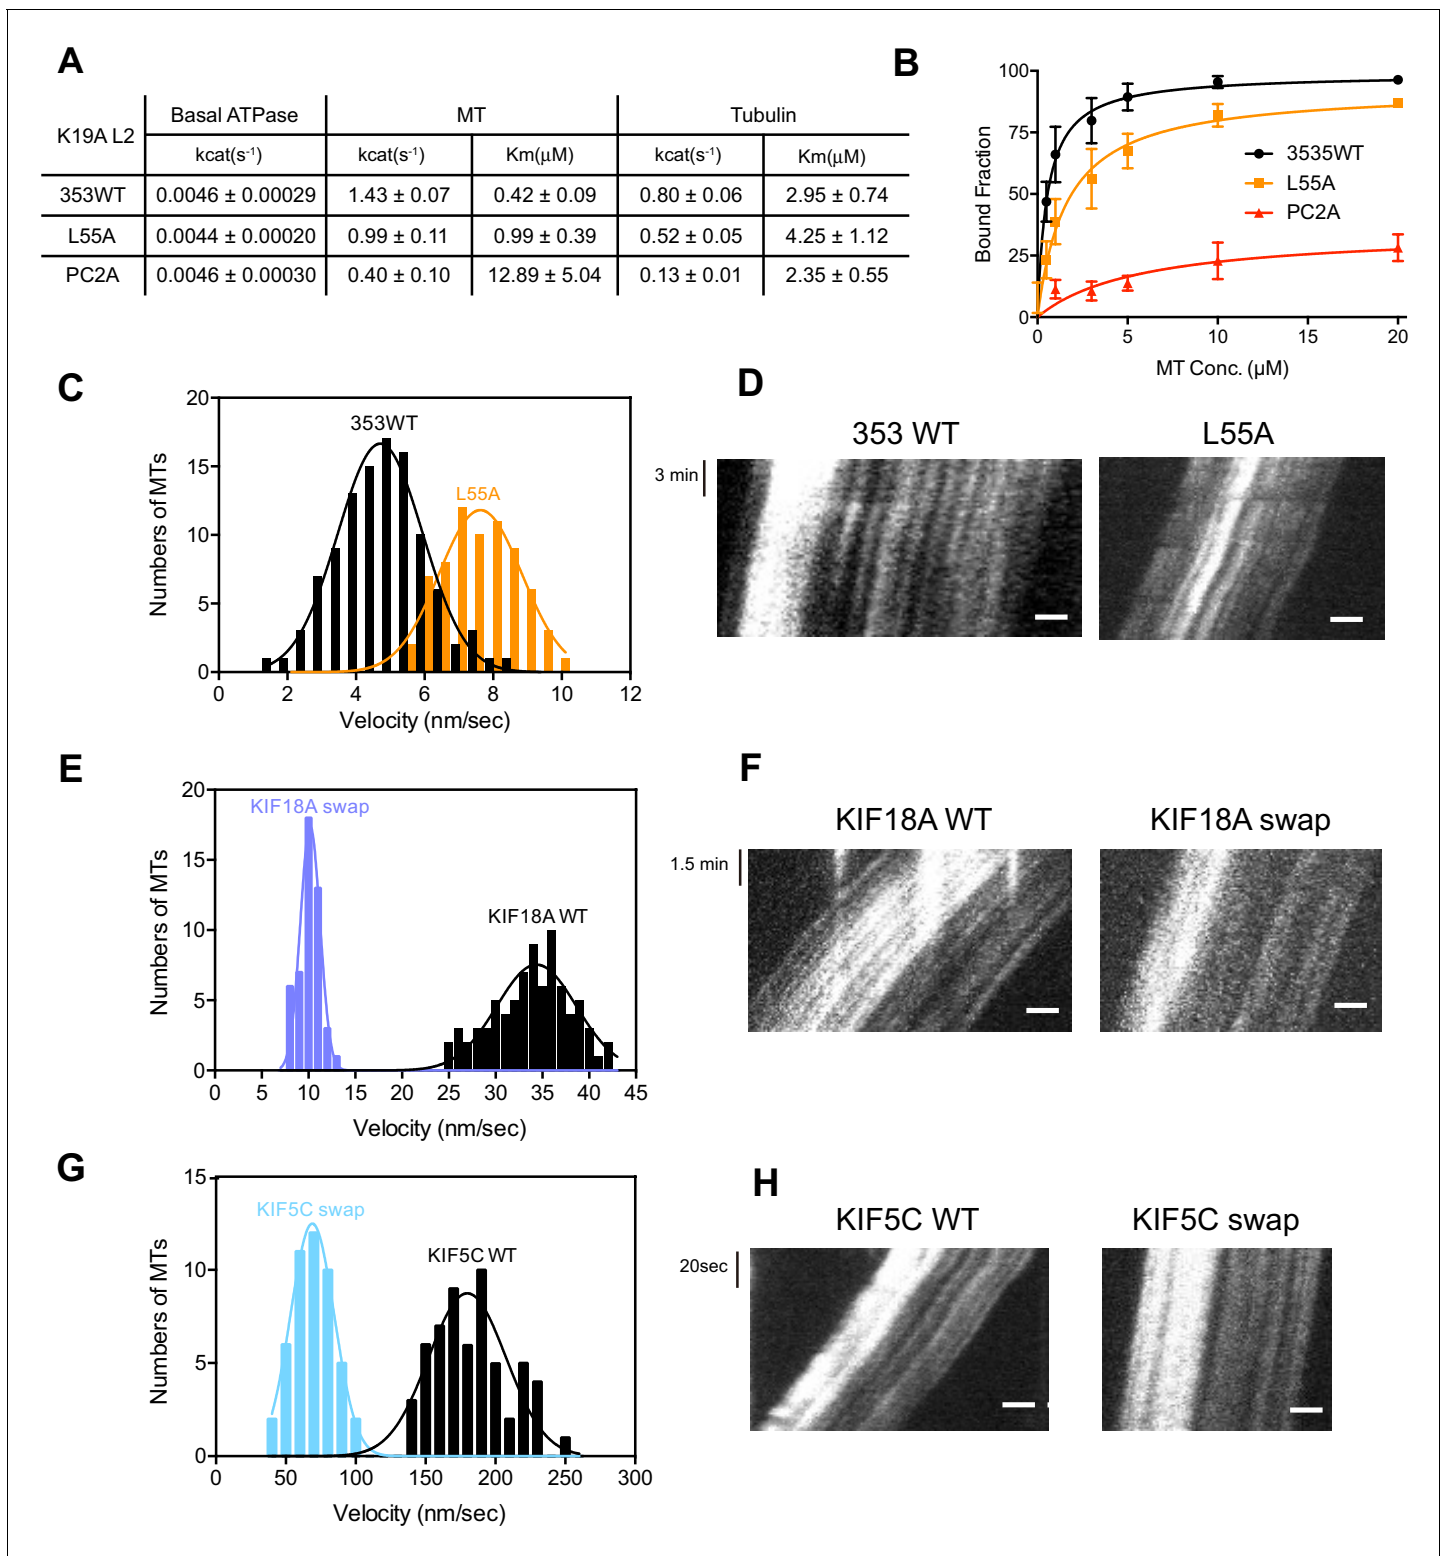 A
K19A L2 Basal ATPase MT Tubulin
kcat(s-1) kcat(s-1) Km(μM) kcat(s-1) Km(μM)
353WT 0.0046 ± 0.00029 1.43 ± 0.07 0.42 ± 0.09 0.80 ± 0.06 2.95 ± 0.74
L55A 0.0044 ± 0.00020 0.99 ± 0.11 0.99 ± 0.39 0.52 ± 0.05 4.25 ± 1.12
PC2A 0.0046 ± 0.00030 0.40 ± 0.10 12.89 ± 5.04 0.13 ± 0.01 2.35 ± 0.55
B
Bound Fraction
100
75
50
25
0
3535WT
L55A
PC2A
0 5 10 15 20
MT Conc. (μM)
C
Numbers of MTs
20
15
10
5
0
353WT
L55A
0 2 4 6 8 10 12
Velocity (nm/sec)
D
353 WT L55A
3 min
E
Numbers of MTs
20
15
10
5
0
KIF18A swap
KIF18A WT
0 5 10 15 20 25 30 35 40 45
Velocity (nm/sec)
F
KIF18A WT KIF18A swap
1.5 min
G
Numbers of MTs
15
10
5
0
KIF5C swap
KIF5C WT
0 50 100 150 200 250 300
Velocity (nm/sec)
H
KIF5C WT KIF5C swap
20sec